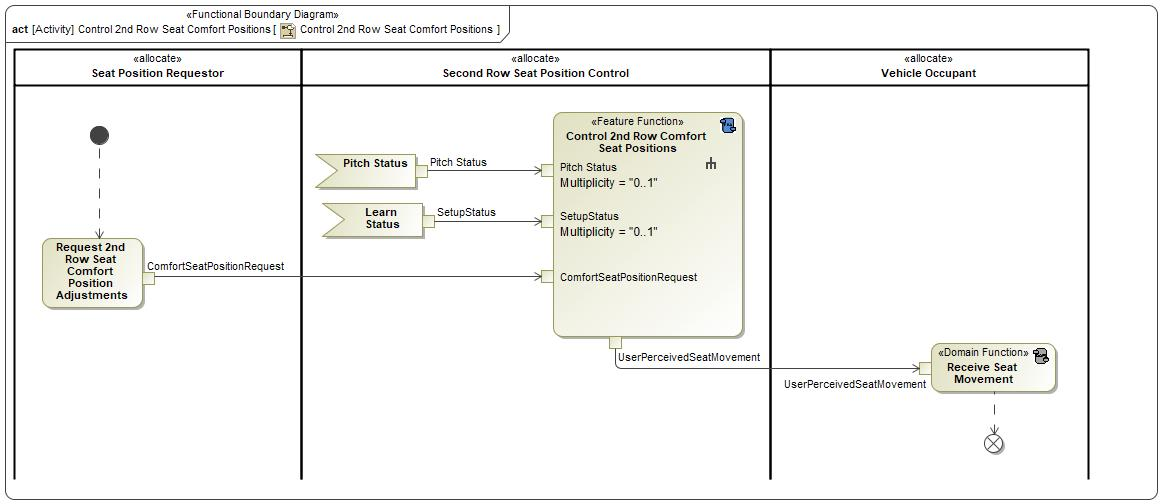 «Functional Boundary Diagram»
act [Activity] Control 2nd Row Seat Comfort Positions [ Control 2nd Row Seat Comfort Positions ]
«allocate»
Seat Position Requestor
«allocate»
Second Row Seat Position Control
«allocate»
Vehicle Occupant
«Feature Function»
Control 2nd Row Comfort
Seat Positions
Pitch Status
Pitch Status
Pitch Status
Multiplicity = "0..1"
Learn
Status
SetupStatus
SetupStatus
Multiplicity = "0..1"
Request 2nd
Row Seat
Comfort
Position
Adjustments
ComfortSeatPositionRequest
ComfortSeatPositionRequest
UserPerceivedSeatMovement
UserPerceivedSeatMovement
«Domain Function»
Receive Seat
Movement